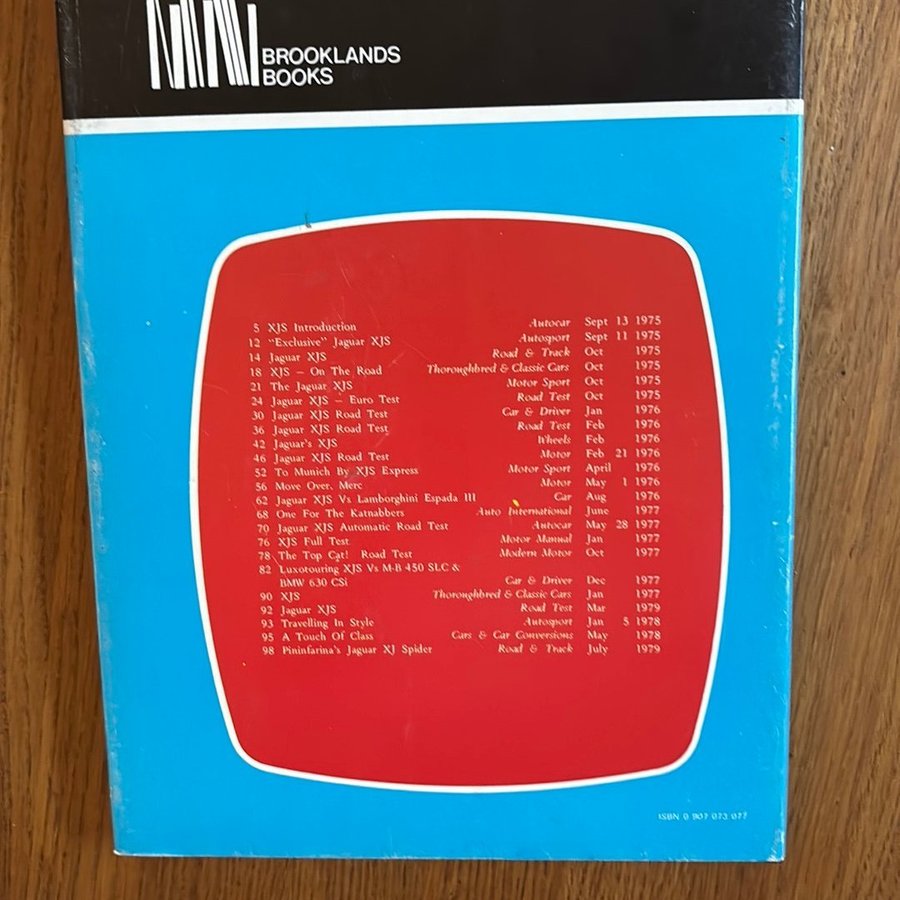 BROOKLANDS
BOOKS
5 XJS Introduction Autocar Sept 13 1975
12 "Exclusive" Jaguar XJS Autosport Sept 11 1975
14 Jaguar XJS Road & Track Oct 1975
18 XJS — On The Road Thoroughbred & Classic Cars Oct 1975
21 The Jaguar XJS Motor Sport Oct 1975
24 Jaguar XJS — Euro Test Road Test Oct 1975
30 Jaguar XJS Road Test Car & Driver Jan 1976
36 Jaguar XJS Road Test Road Test Feb 1976
42 Jaguar's XJS Wheels Feb 1976
46 Jaguar XJS Road Test Motor Feb 21 1976
52 To Munich By XJS Express Motor Sport April 1976
56 Move Over, Merc Motor May 1 1976
62 Jaguar XJS Vs Lamborghini Espada III Car Aug 1976
68 One For The Katnabbers Auto International June 1977
70 Jaguar XJS Automatic Road Test Autocar May 28 1977
76 XJS Full Test Motor Manual Jan 1977
78 The Top Cat! Road Test Modern Motor Oct 1977
82 Luxotouring XJS Vs M-B 450 SLC &
BMW 630 CSi Car & Driver Dec 1977
90 XJS Thoroughbred & Classic Cars Jan 1977
92 Jaguar XJS Road Test Mar 1979
93 Travelling In Style Autosport Jan 5 1978
95 A Touch Of Class Cars & Car Conversions May 1978
98 Pininfarina's Jaguar XJ Spider Road & Track July 1979
ISBN 0 907 073 077